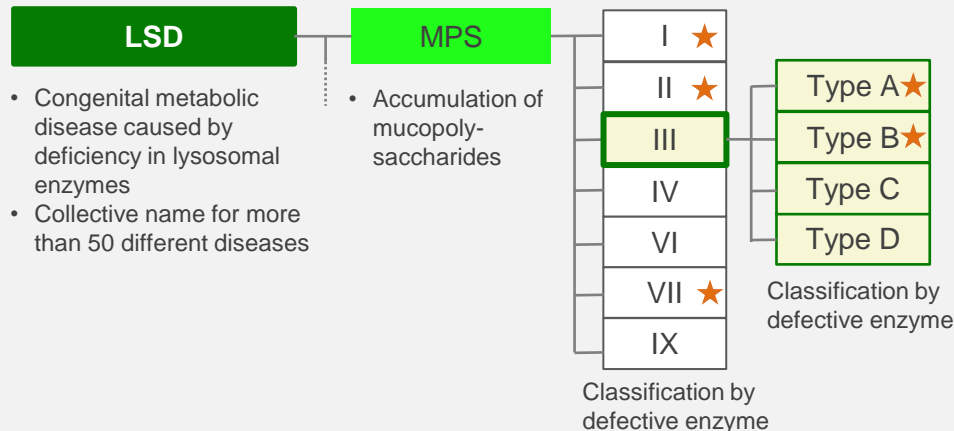 LSD
• Congenital metabolic
disease caused by
deficiency in lysosomal
enzymes
• Collective name for more
than 50 different diseases
MPS
• Accumulation of
mucopoly-
saccharides
I
II
III
IV
VI
VII
IX
Classification by
defective enzyme
Type A
Type B
Type C
Type D
Classification by
defective enzyme